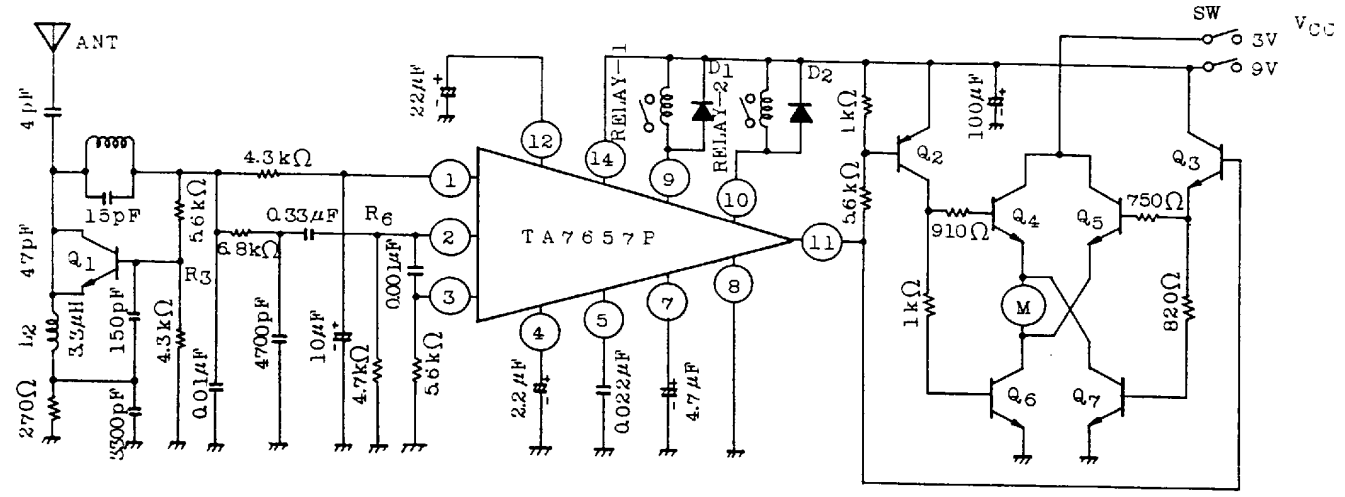 ANT
4pF
15pF
47pF
Q1
L2
3.3μH
150pF
270Ω
3300pF
R3
5.6kΩ
4.3kΩ
0.01μF
4.3kΩ
6.8kΩ
0.33μF
4700pF
10μF
R6
4.7kΩ
0.001μF
5.6kΩ
22μF
1
2
3
TA7657P
12
14
9
10
11
4
5
7
8
2.2μF
0.022μF
4.7μF
RELAY-1
D1
RELAY-2
D2
1kΩ
5.6kΩ
Q2
100μF
SW
VCC
3V
9V
Q3
910Ω
Q4
Q5
750Ω
1kΩ
M
820Ω
Q6
Q7